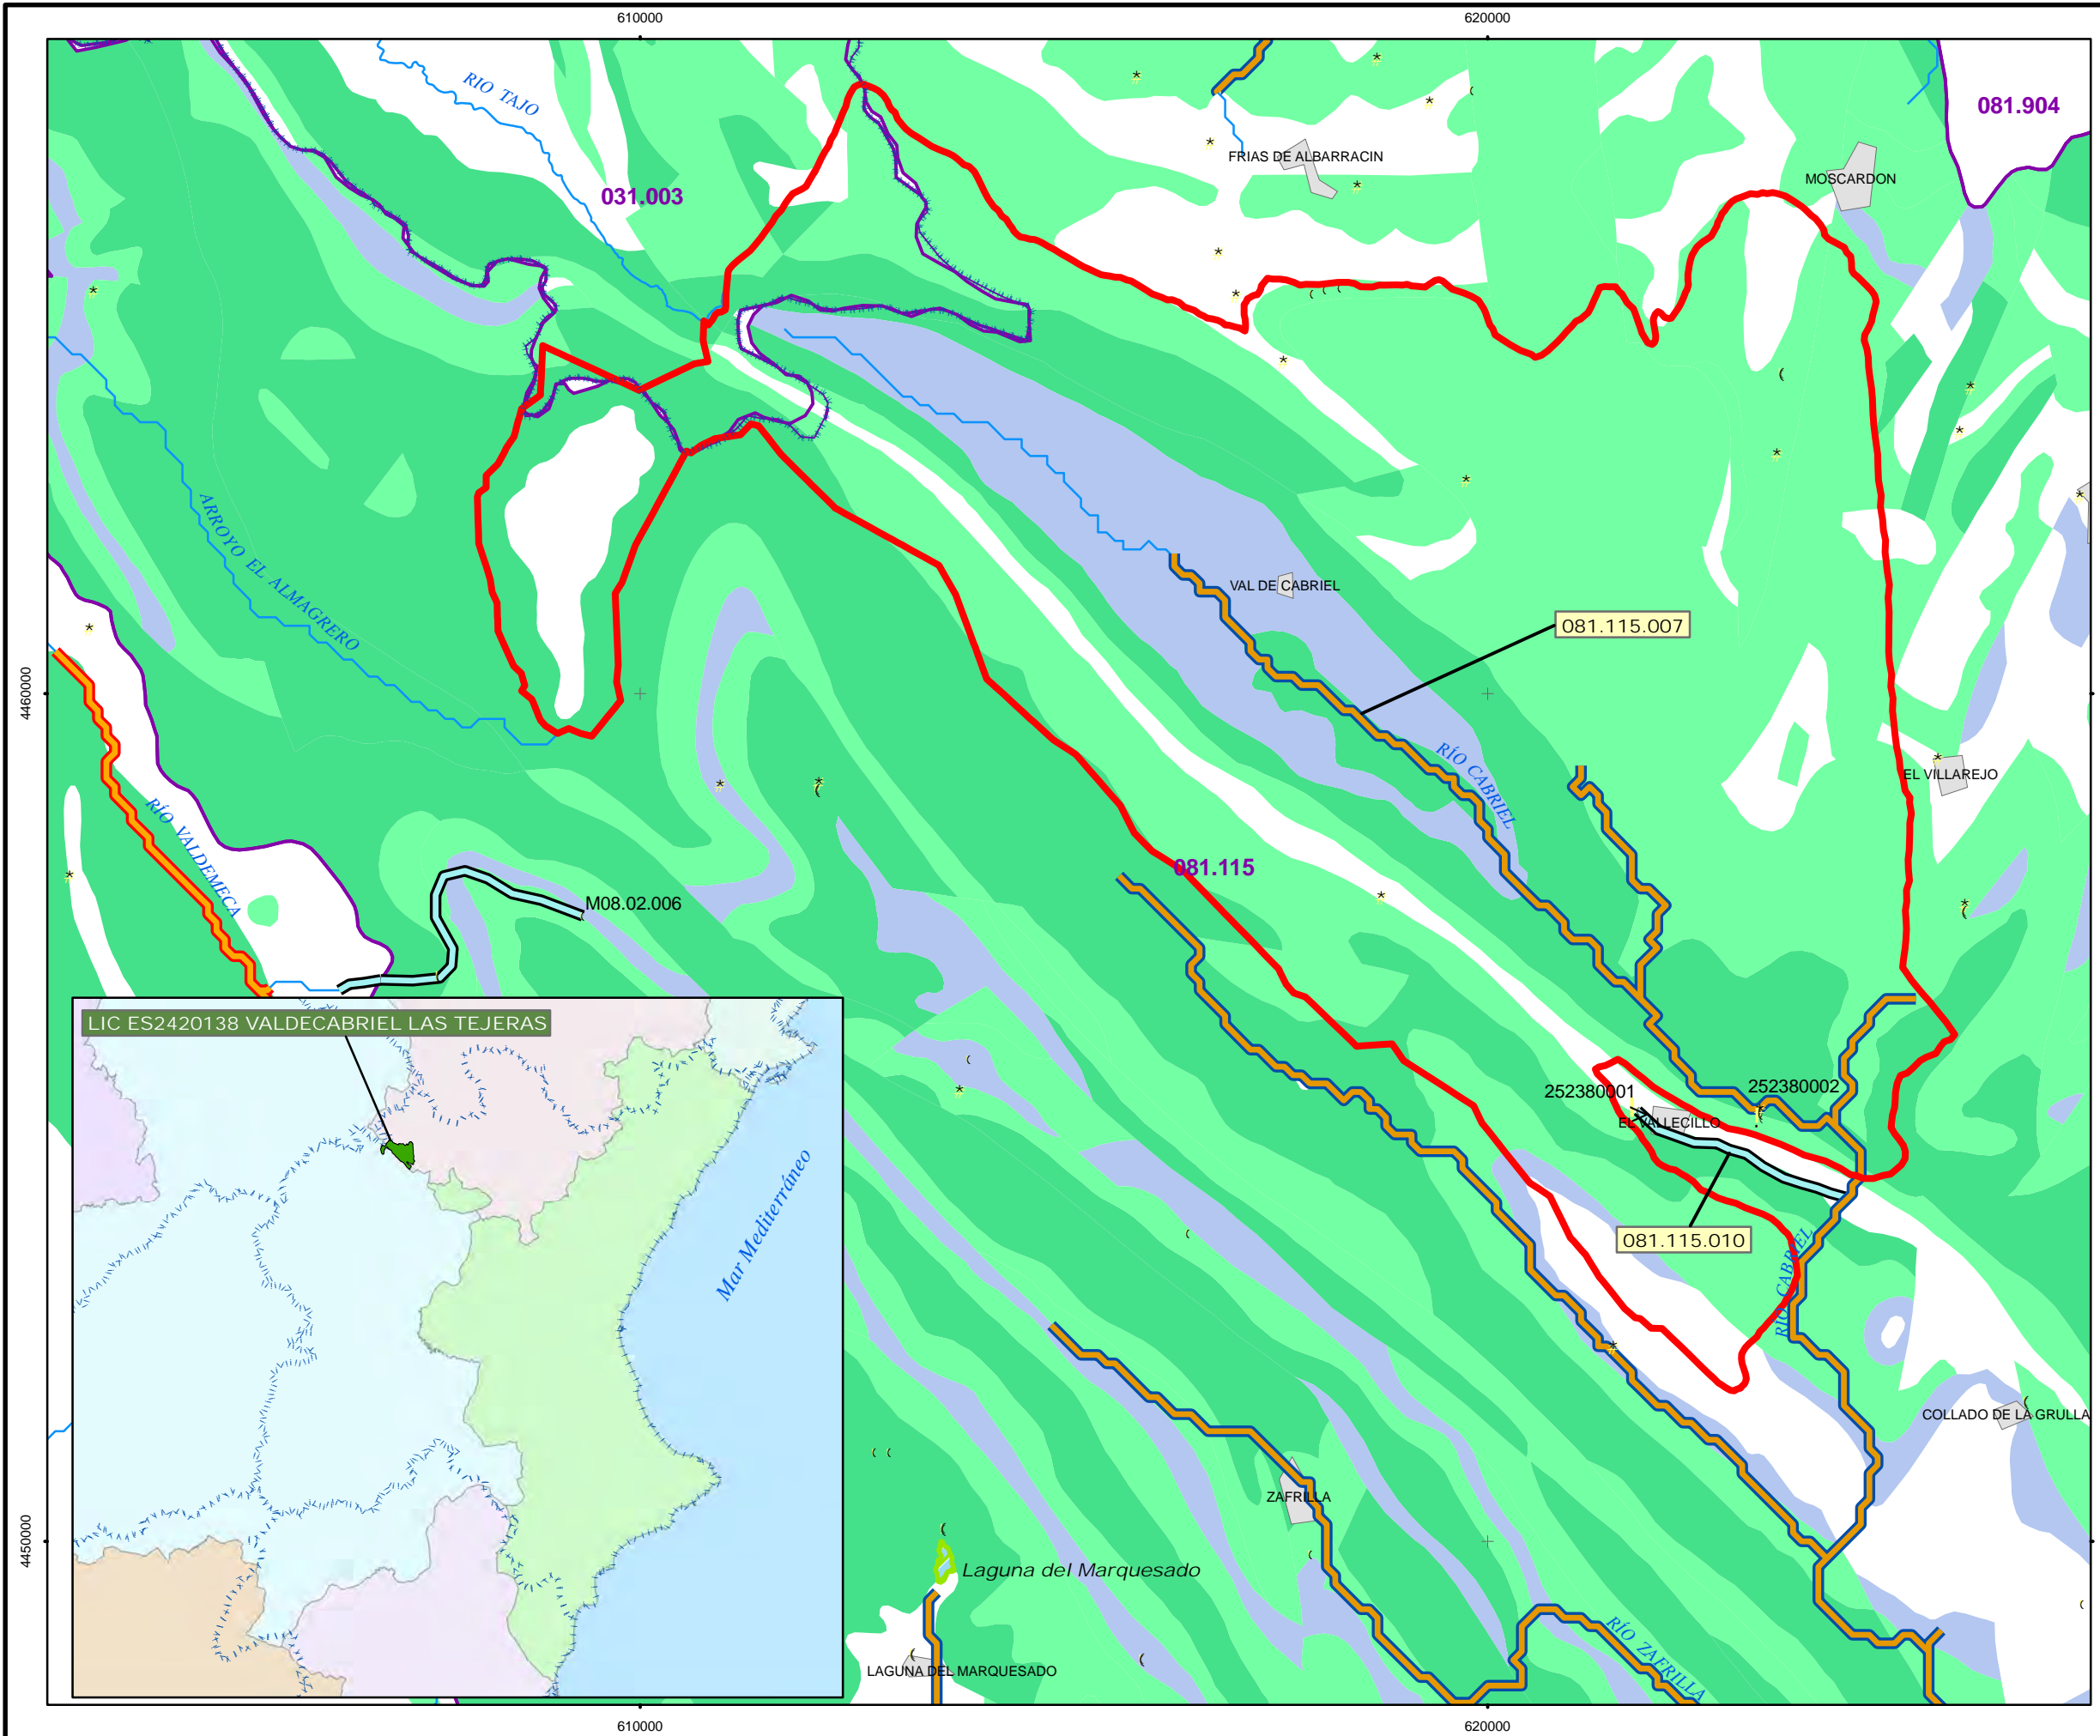 610000
620000
RIO TAJO
081.904
FRIAS DE ALBARRACIN
MOSCARDON
031.003
ARROYO EL ALMAGRERO
VAL DE CABRIEL
081.115.007
4460000
RÍO CABRIEL
EL VILLAREJO
RÍO VALDEMECA
081.115
M08.02.006
LIC ES2420138 VALDECABRIEL LAS TEJERAS
252380001
252380002
EL VALLECILLO
Mar Mediterráneo
081.115.010
RÍO CABRIEL
COLLADO DE LA GRULLA
ZAFRILLA
4450000
Laguna del Marquesado
RÍO ZAFRILLA
LAGUNA DEL MARQUESADO
610000
620000